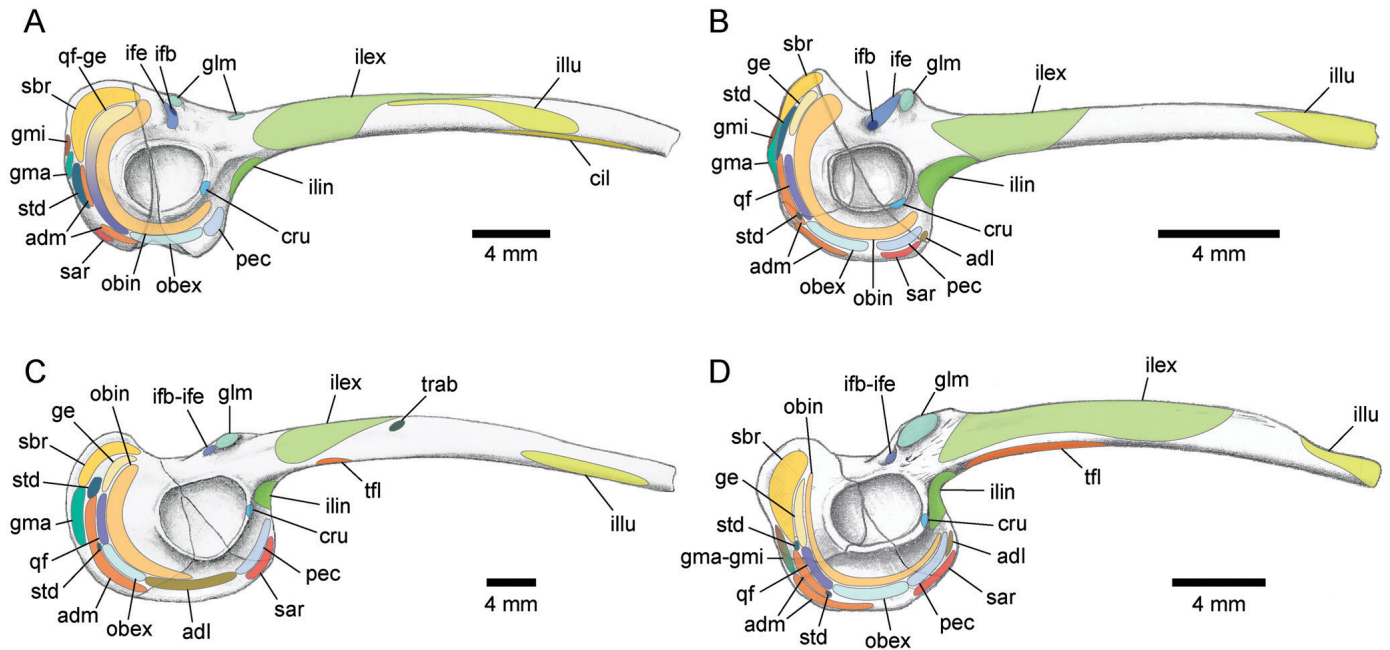 A
qf-ge
ife
ifb
glm
ilex
illu
sbr
gmi
gma
std
adm
sar
obin
obex
pec
cru
ilin
cil
4 mm
B
sbr
ge
std
gmi
gma
qf
std
adm
obex
obin
sar
pec
adl
cru
ilin
ifb
ife
glm
ilex
illu
4 mm
C
ifb-ife
glm
ilex
trab
obin
ge
sbr
std
gma
qf
std
adm
obex
adl
sar
pec
cru
ilin
tfl
illu
4 mm
D
ifb-ife
glm
ilex
obin
sbr
ge
std
gma-gmi
qf
adm
std
obex
pec
sar
adl
cru
ilin
tfl
illu
4 mm